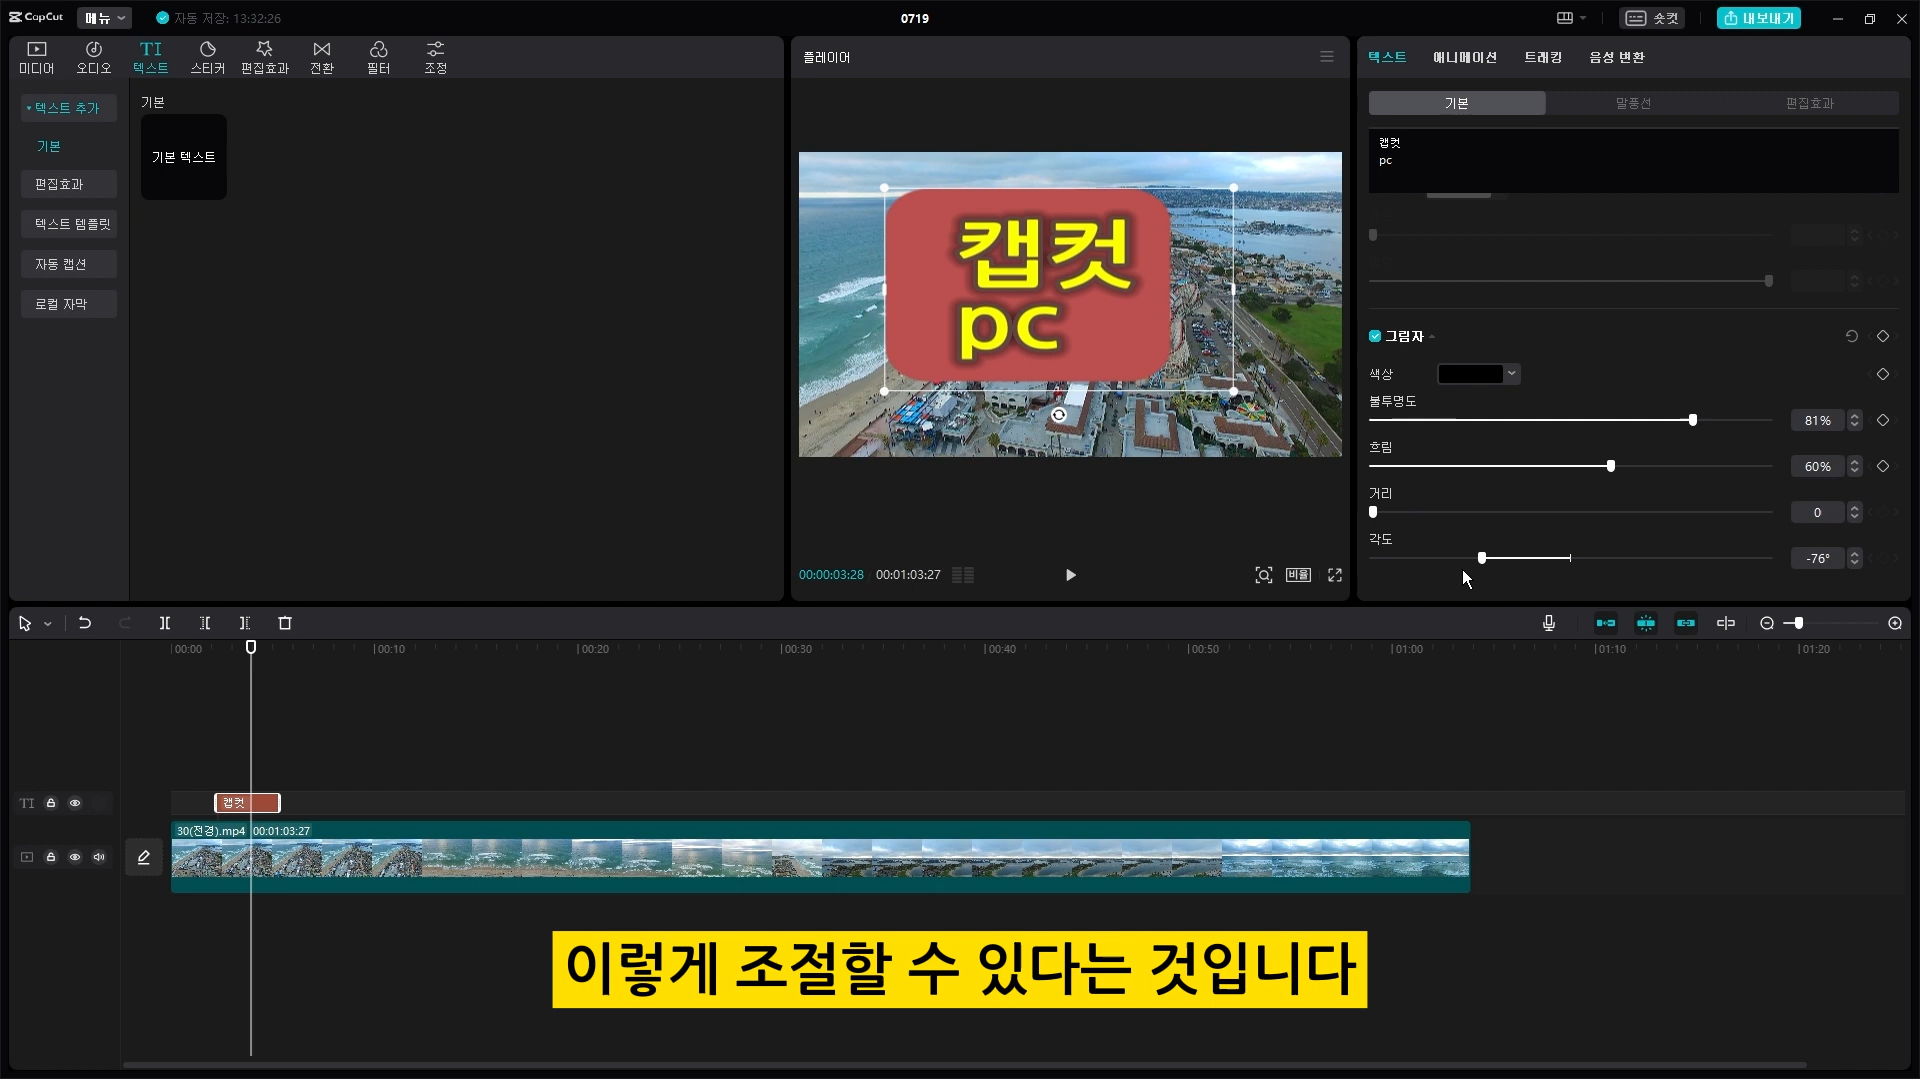 CapCut
메뉴
자동 저장: 13:32:26
0719
숏컷
내보내기
미디어
오디오
텍스트
스티커
편집효과
전환
필터
조정
텍스트 추가
기본
편집효과
텍스트 템플릿
자동 캡션
로컬 자막
기본
기본 텍스트
플레이어
캡컷
pc
00:00:03:28
00:01:03:27
비율
텍스트
애니메이션
트래킹
음성 변환
기본
말풍선
편집효과
캡컷
pc
그림자
색상
불투명도
81%
흐림
60%
거리
0
각도
-76°
00:00
00:10
00:20
00:30
00:40
00:50
01:00
01:10
01:20
TI
캡컷
30(전경).mp4 00:01:03:27
이렇게 조절할 수 있다는 것입니다